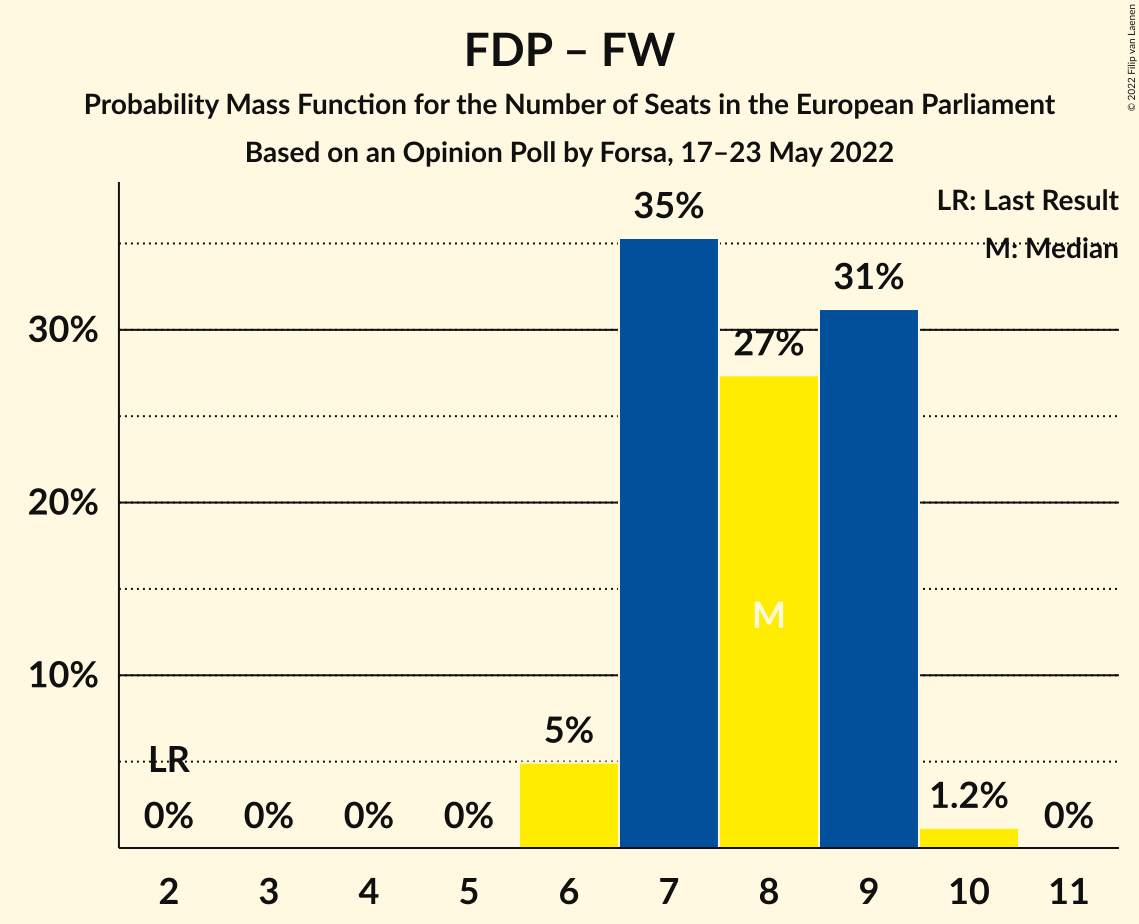 FDP – FW
Probability Mass Function for the Number of Seats in the European Parliament
Based on an Opinion Poll by Forsa, 17–23 May 2022
© 2022 Filip van Laenen
LR: Last Result
M: Median
30%
20%
10%
LR
0%
0%
0%
0%
5%
35%
27%
31%
1.2%
0%
M
2 3 4 5 6 7 8 9 10 11